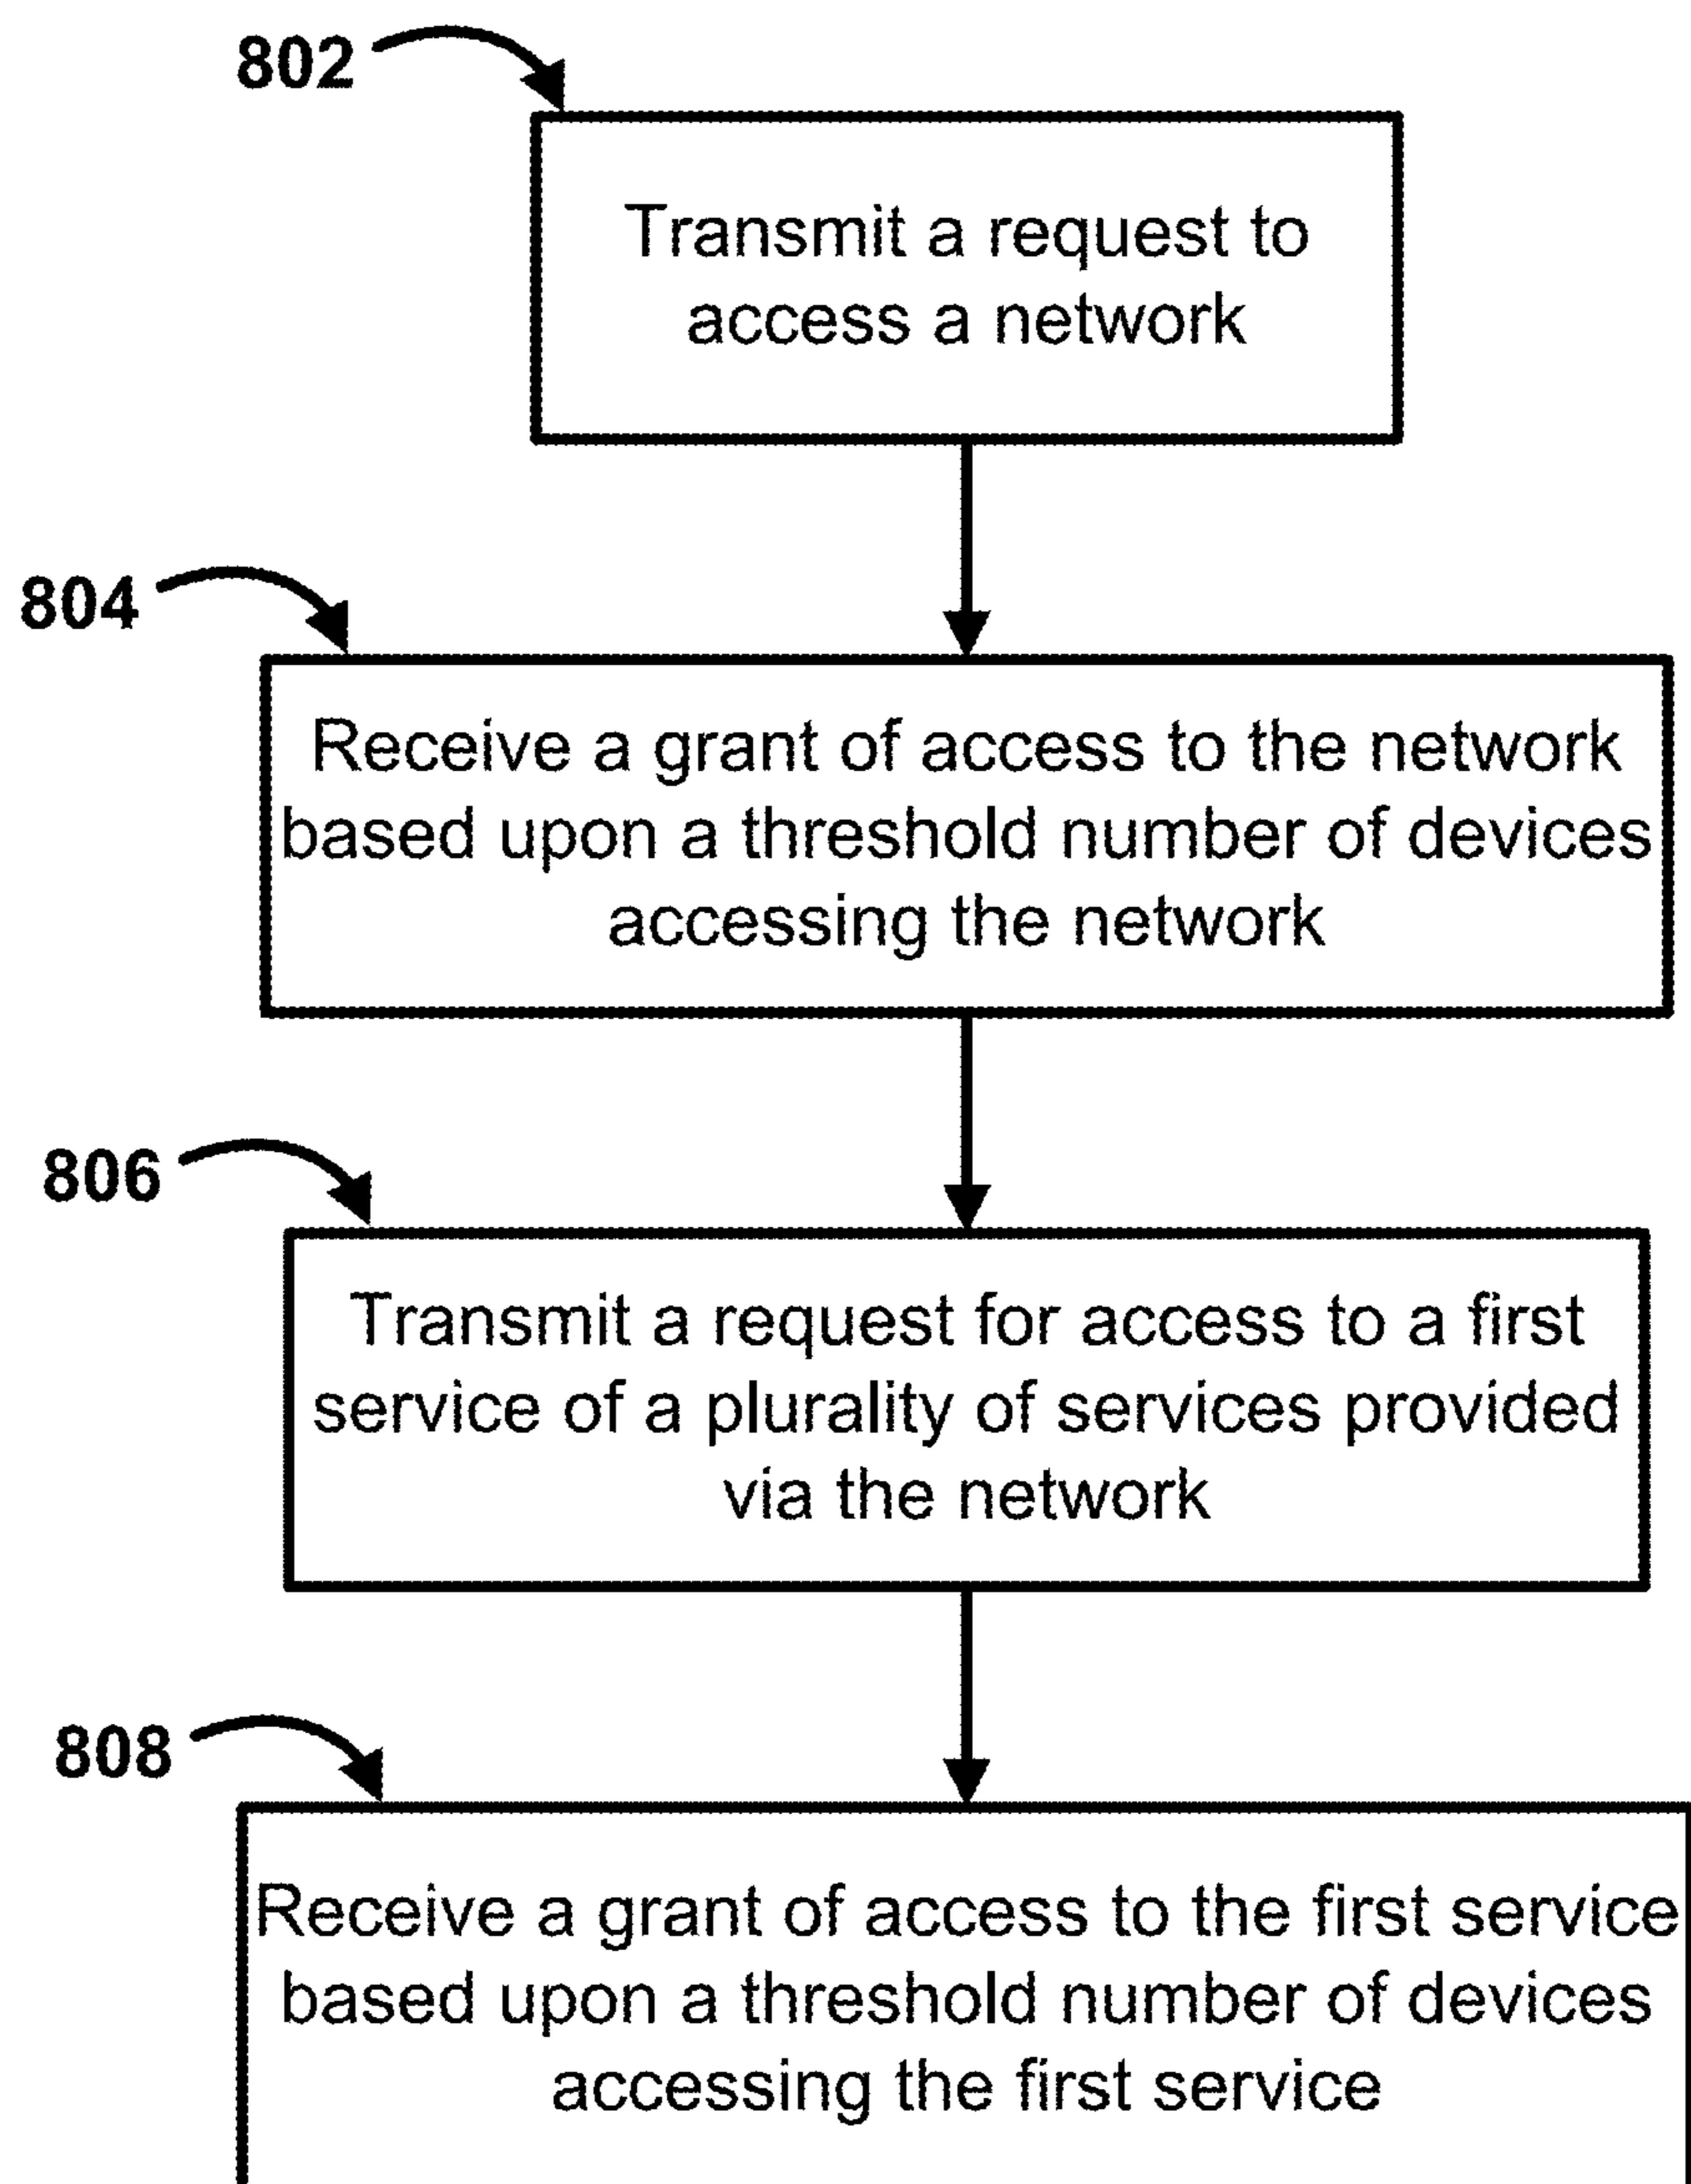 802
Transmit a request to
access a network
804
Receive a grant of access to the network
based upon a threshold number of devices
accessing the network
806
Transmit a request for access to a first
service of a plurality of services provided
via the network
808
Receive a grant of access to the first service
based upon a threshold number of devices
accessing the first service